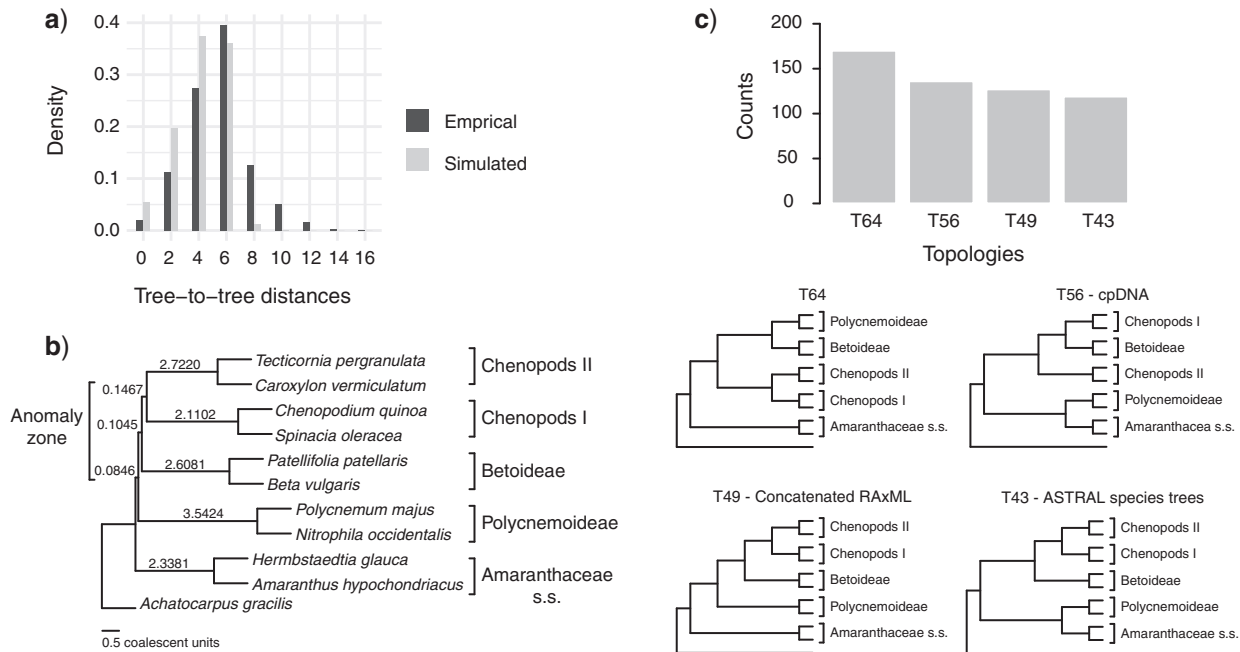 a)
0.4
0.3
0.2
0.1
0.0
Density
0 2 4 6 8 10 12 14 16
Tree-to-tree distances
Emprical
Simulated
b)
Anomaly
zone
0.1467
0.1045
0.0846
2.7220
2.1102
2.6081
3.5424
2.3381
Tecticornia pergranulata
Caroxylon vermiculatum
Chenopodium quinoa
Spinacia oleracea
Patellifolia patellaris
Beta vulgaris
Polycnemum majus
Nitrophila occidentalis
Hermbstaedtia glauca
Amaranthus hypochondriacus
Achatocarpus gracilis
Chenopods II
Chenopods I
Betoideae
Polycnemoideae
Amaranthaceae
s.s.
0.5 coalescent units
c)
200
150
100
50
0
Counts
T64 T56 T49 T43
Topologies
T64
Polycnemoideae
Betoideae
Chenopods II
Chenopods I
Amaranthaceae s.s.
T56 - cpDNA
Chenopods I
Betoideae
Chenopods II
Polycnemoideae
Amaranthacea s.s.
T49 - Concatenated RAxML
Chenopods II
Chenopods I
Betoideae
Polycnemoideae
Amaranthaceae s.s.
T43 - ASTRAL species trees
Chenopods II
Chenopods I
Betoideae
Polycnemoideae
Amaranthaceae s.s.